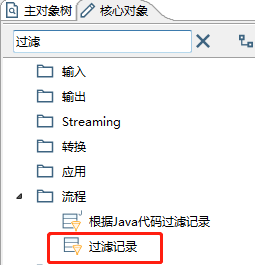 主对象树 核心对象
过滤
输入
输出
Streaming
转换
应用
流程
根据Java代码过滤记录
过滤记录